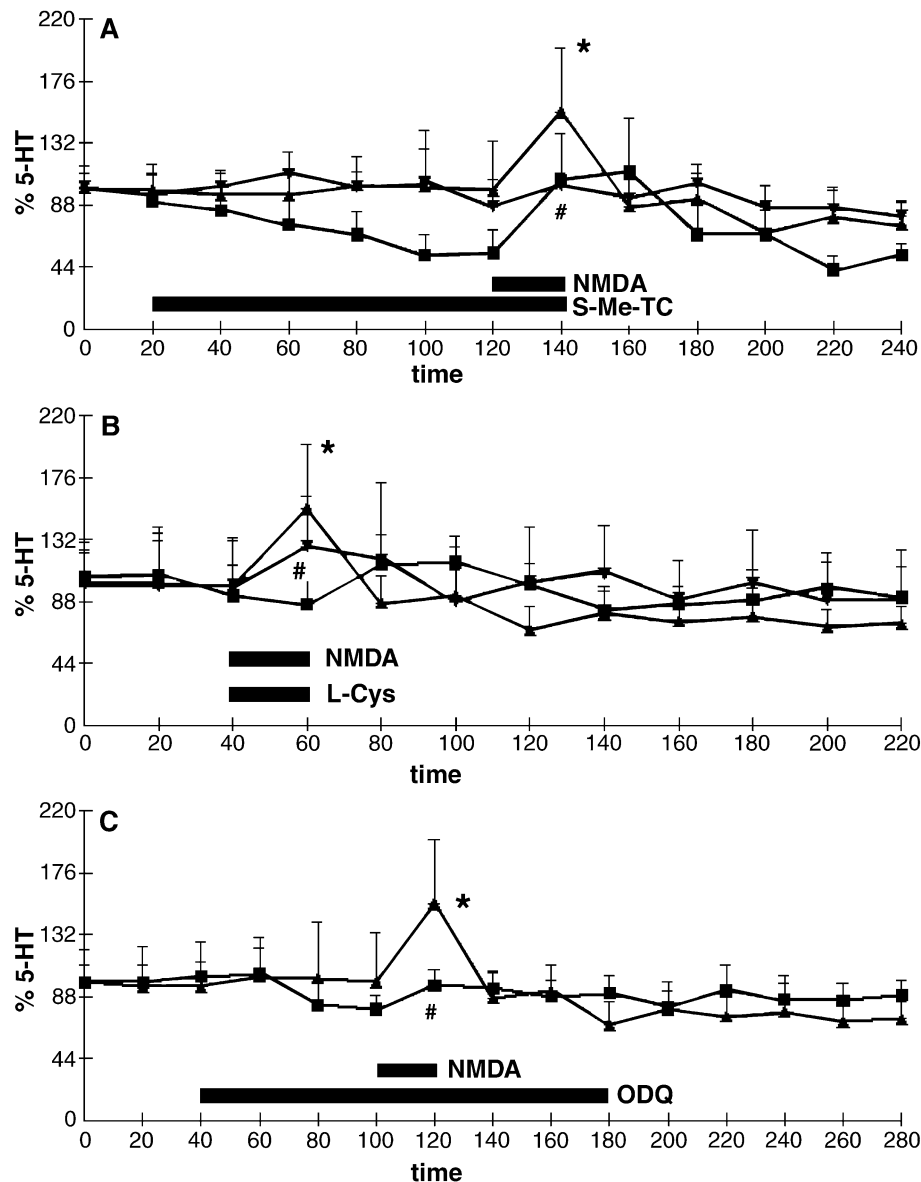 A
220
176
132
88
44
0
% 5-HT
*
#
NMDA
S-Me-TC
0 20 40 60 80 100 120 140 160 180 200 220 240
time
B
220
176
132
88
44
0
% 5-HT
*
#
NMDA
L-Cys
0 20 40 60 80 100 120 140 160 180 200 220
time
C
220
176
132
88
44
0
% 5-HT
*
#
NMDA
ODQ
0 20 40 60 80 100 120 140 160 180 200 220 240 260 280
time